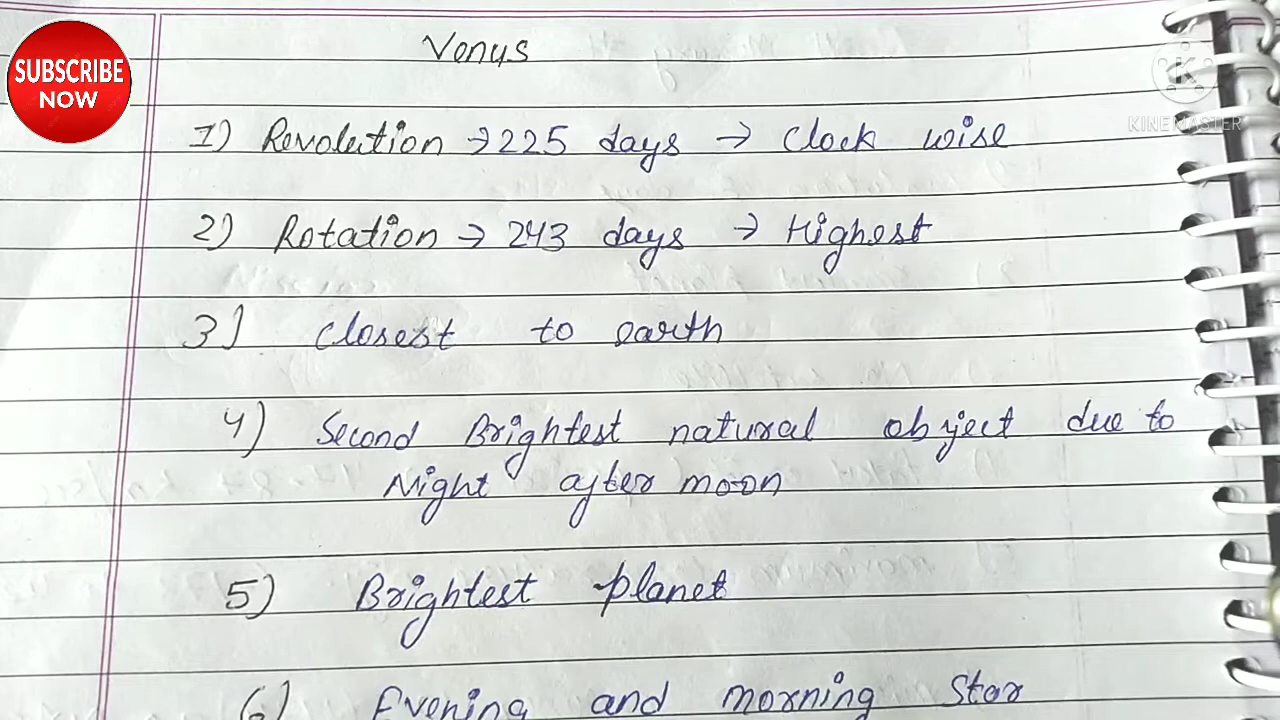 SUBSCRIBE
NOW
KINEMASTER
Venus
1) Revolution → 225 days → Clock wise
2) Rotation → 243 days → Highest
3) Closest to earth
4) Second Brightest natural object due to
Night after moon
5) Brightest planet
6) Evening and morning Star